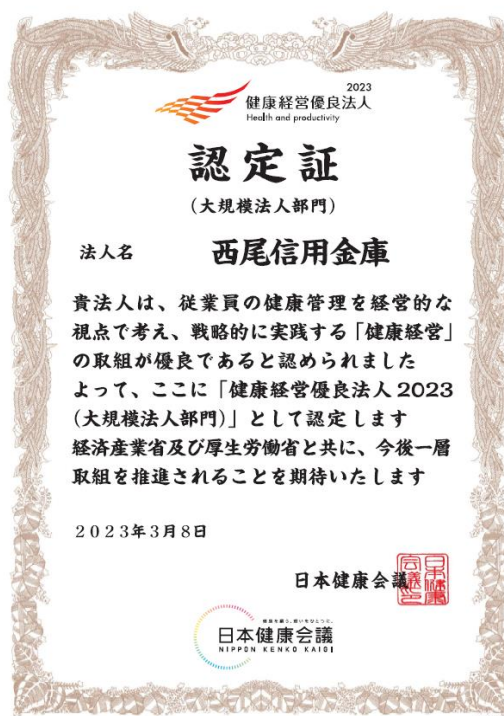 2023
健康経営優良法人
Health and productivity
認定証
(大規模法人部門)
法人名 西尾信用金庫
貴法人は、従業員の健康管理を経営的な
視点で考え、戦略的に実践する「健康経営」
の取組が優良であると認められました
よって、ここに「健康経営優良法人2023
(大規模法人部門)」として認定します
経済産業省及び厚生労働省と共に、今後一層
取組を推進されることを期待いたします
2023年3月8日
日本健康会議
日本健康会議
NIPPON KENKO KAIGI